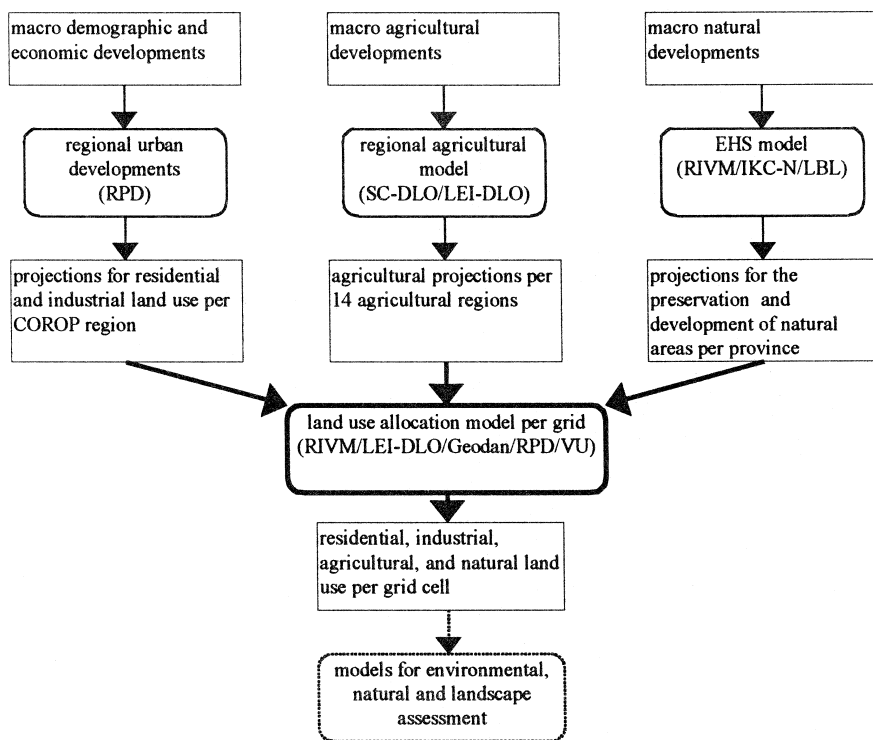 macro demographic and
economic developments
macro agricultural
developments
macro natural
developments
regional urban
developments
(RPD)
regional agricultural
model
(SC-DLO/LEI-DLO)
EHS model
(RIVM/IKC-N/LBL)
projections for residential
and industrial land use per
COROP region
agricultural projections per
14 agricultural regions
projections for the
preservation and
development of natural
areas per province
land use allocation model per grid
(RIVM/LEI-DLO/Geodan/RPD/VU)
residential, industrial,
agricultural, and natural land
use per grid cell
models for environmental,
natural and landscape
assessment